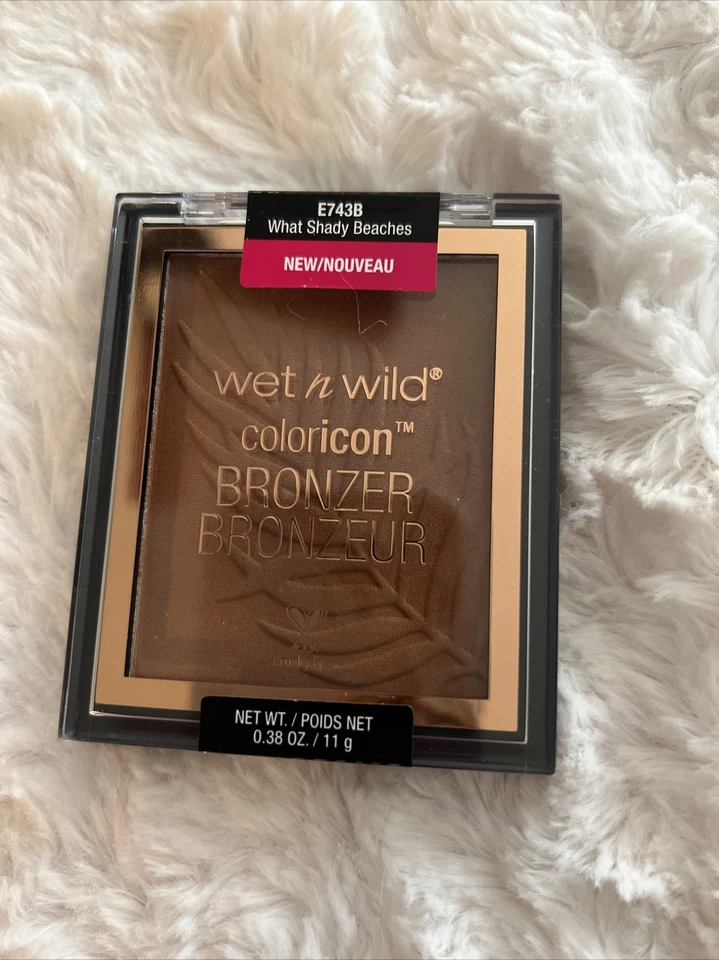 E743B
What Shady Beaches
NEW/NOUVEAU
wet n wild®
coloricon™
BRONZER
BRONZEUR
NET WT. / POIDS NET
0.38 OZ. / 11 g